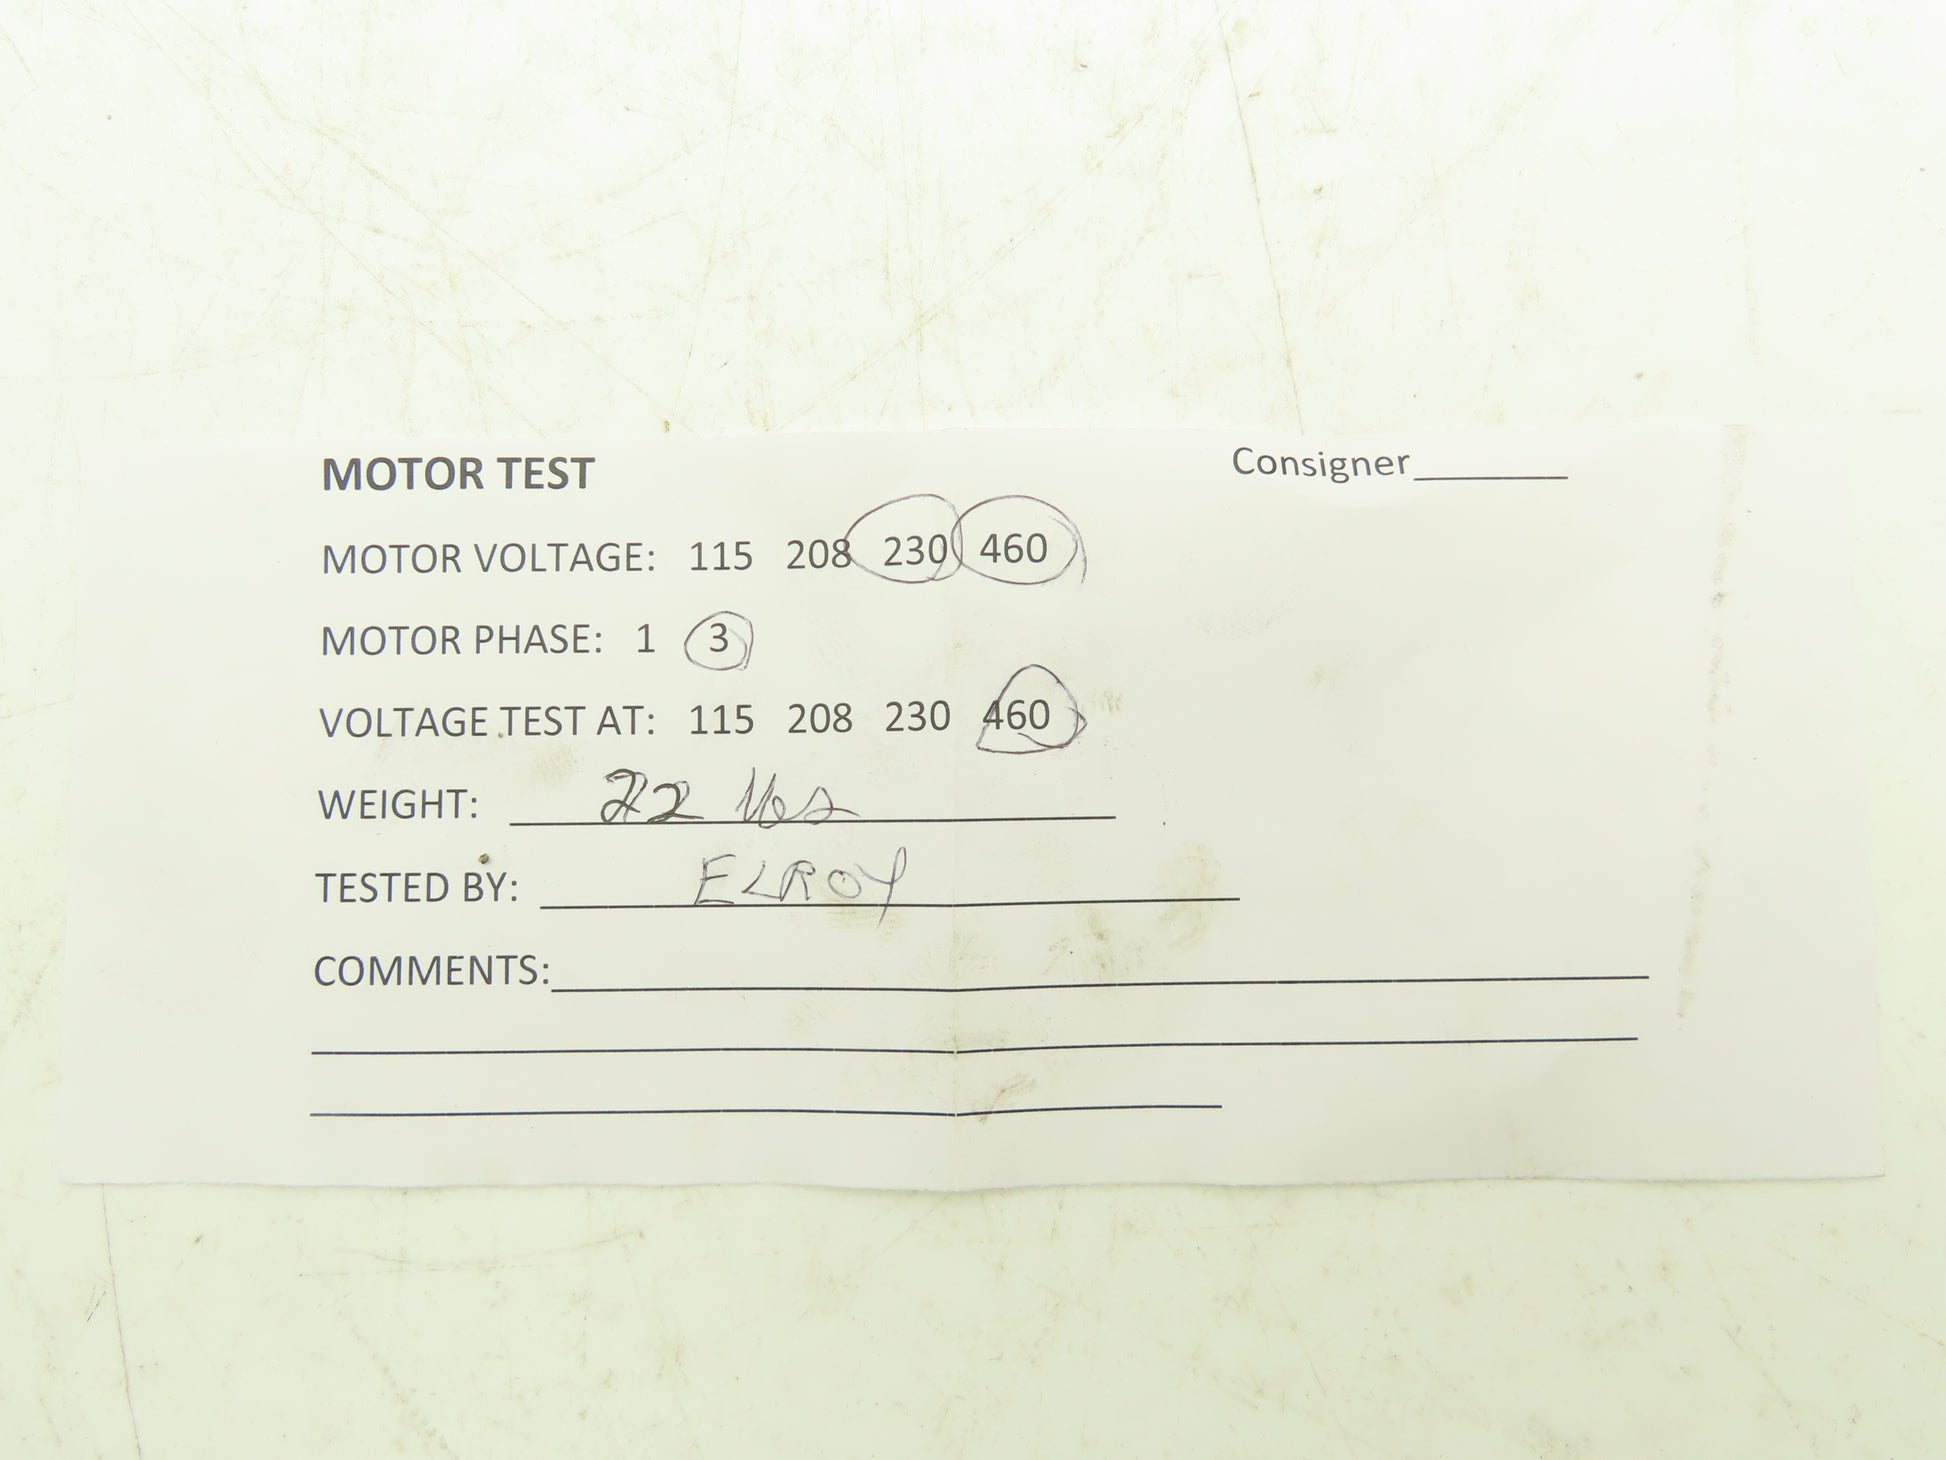 MOTOR TEST Consigner
MOTOR VOLTAGE: 115 208 230 460
MOTOR PHASE: 1 3
VOLTAGE TEST AT: 115 208 230 460
WEIGHT: 22 lbs
TESTED BY: ELROY
COMMENTS: